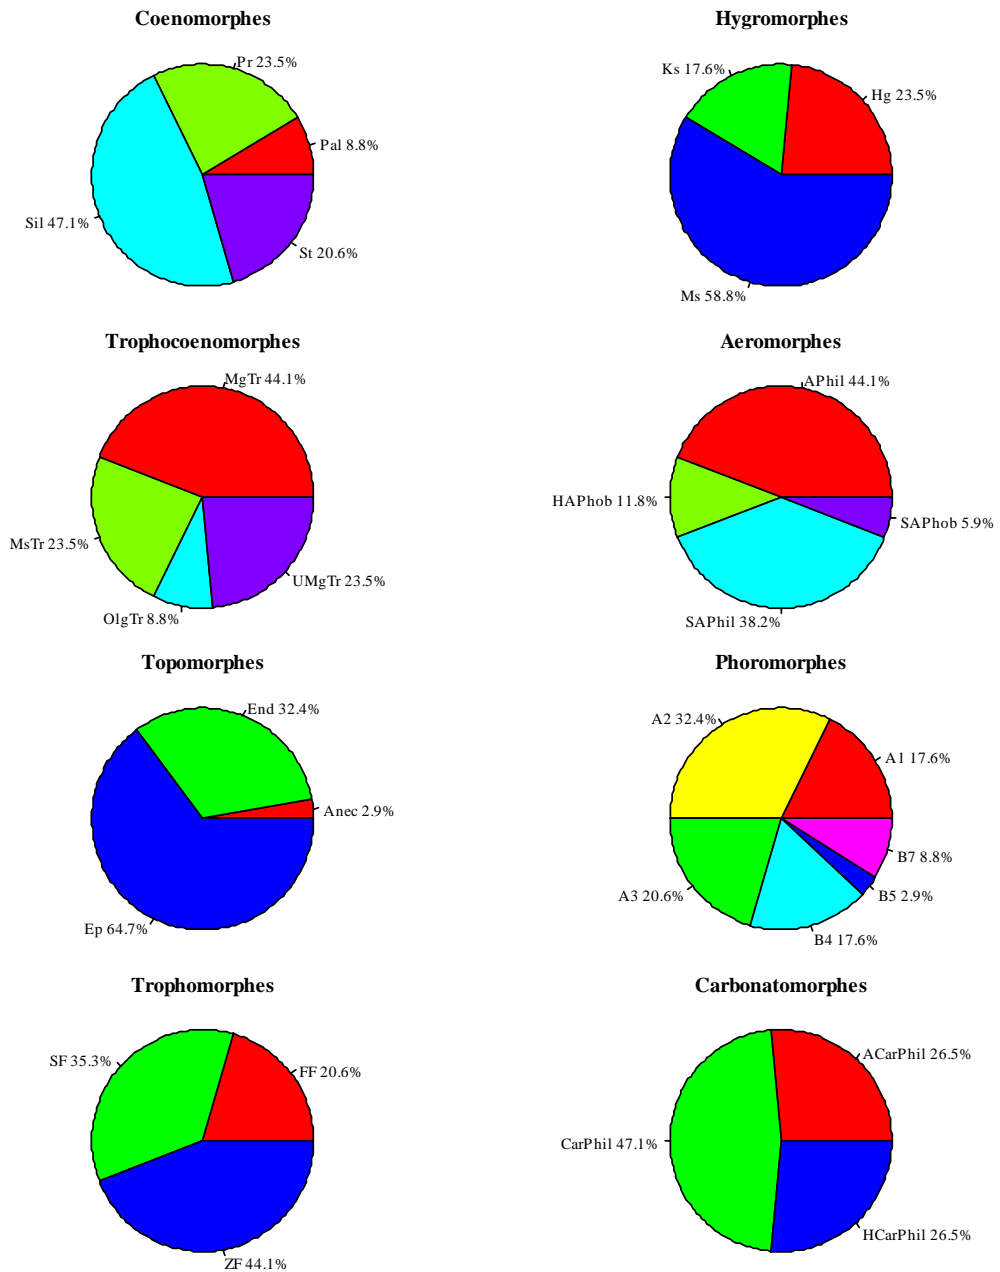 Coenomorphes
Pr 23.5%
Pal 8.8%
Sil 47.1%
St 20.6%
Hygromorphes
Ks 17.6%
Hg 23.5%
Ms 58.8%
Trophocoenomorphes
MgTr 44.1%
MsTr 23.5%
UMgTr 23.5%
OlgTr 8.8%
Aeromorphes
APhil 44.1%
HAPhob 11.8%
SAPhob 5.9%
SAPhil 38.2%
Topomorphes
End 32.4%
Anec 2.9%
Ep 64.7%
Phoromorphes
A2 32.4%
A1 17.6%
B7 8.8%
A3 20.6%
B5 2.9%
B4 17.6%
Trophomorphes
SF 35.3%
FF 20.6%
ZF 44.1%
Carbonatomorphes
ACarPhil 26.5%
CarPhil 47.1%
HCarPhil 26.5%